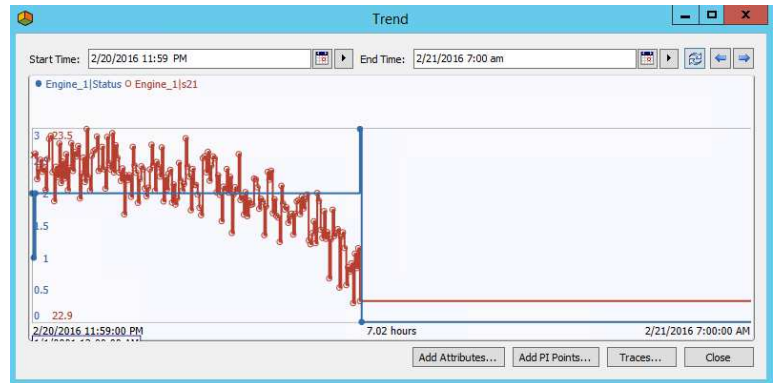 Trend
Start Time: 2/20/2016 11:59 PM End Time: 2/21/2016 7:00 am
Engine_1|Status Engine_1|s21
3 23.5
2
1.5
1
0.5
0 22.9
2/20/2016 11:59:00 PM 7.02 hours 2/21/2016 7:00:00 AM
Add Attributes... Add PI Points... Traces... Close